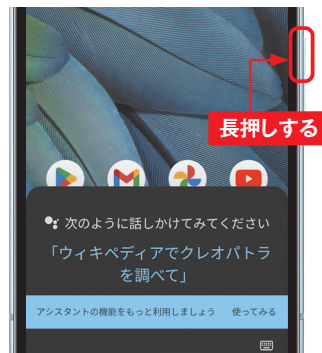 長押しする
次のように話しかけてみてください
「ウィキペディアでクレオパトラ
を調べて」
アシスタントの機能をもっと利用しましょう 使ってみる